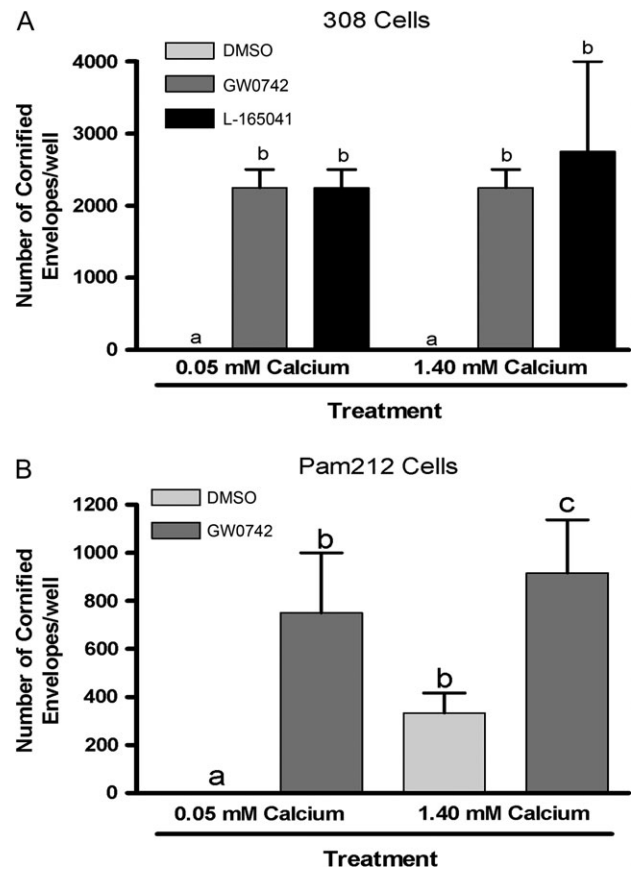 A
308 Cells
DMSO
GW0742
L-165041
Number of Cornified
Envelopes/well
4000
3000
2000
1000
0
a
b
b
a
b
b
0.05 mM Calcium
1.40 mM Calcium
Treatment
B
Pam212 Cells
DMSO
GW0742
Number of Cornified
Envelopes/well
1200
1000
800
600
400
200
0
a
b
b
c
0.05 mM Calcium
1.40 mM Calcium
Treatment